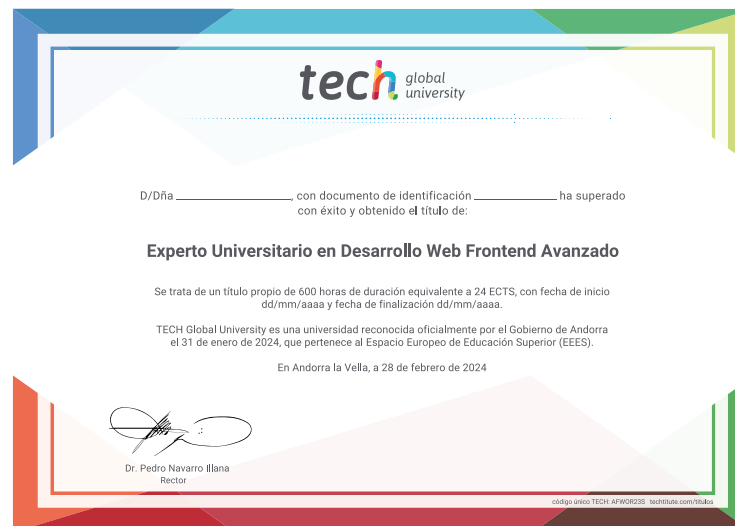 tech global
university
D/Dña ____________, con documento de identificación ____________ ha superado
con éxito y obtenido el título de:
Experto Universitario en Desarrollo Web Frontend Avanzado
Se trata de un título propio de 600 horas de duración equivalente a 24 ECTS, con fecha de inicio
dd/mm/aaaa y fecha de finalización dd/mm/aaaa.
TECH Global University es una universidad reconocida oficialmente por el Gobierno de Andorra
el 31 de enero de 2024, que pertenece al Espacio Europeo de Educación Superior (EEES).
En Andorra la Vella, a 28 de febrero de 2024
Dr. Pedro Navarro Illana
Rector
código único TECH: AFWOR23S techtitute.com/titulos